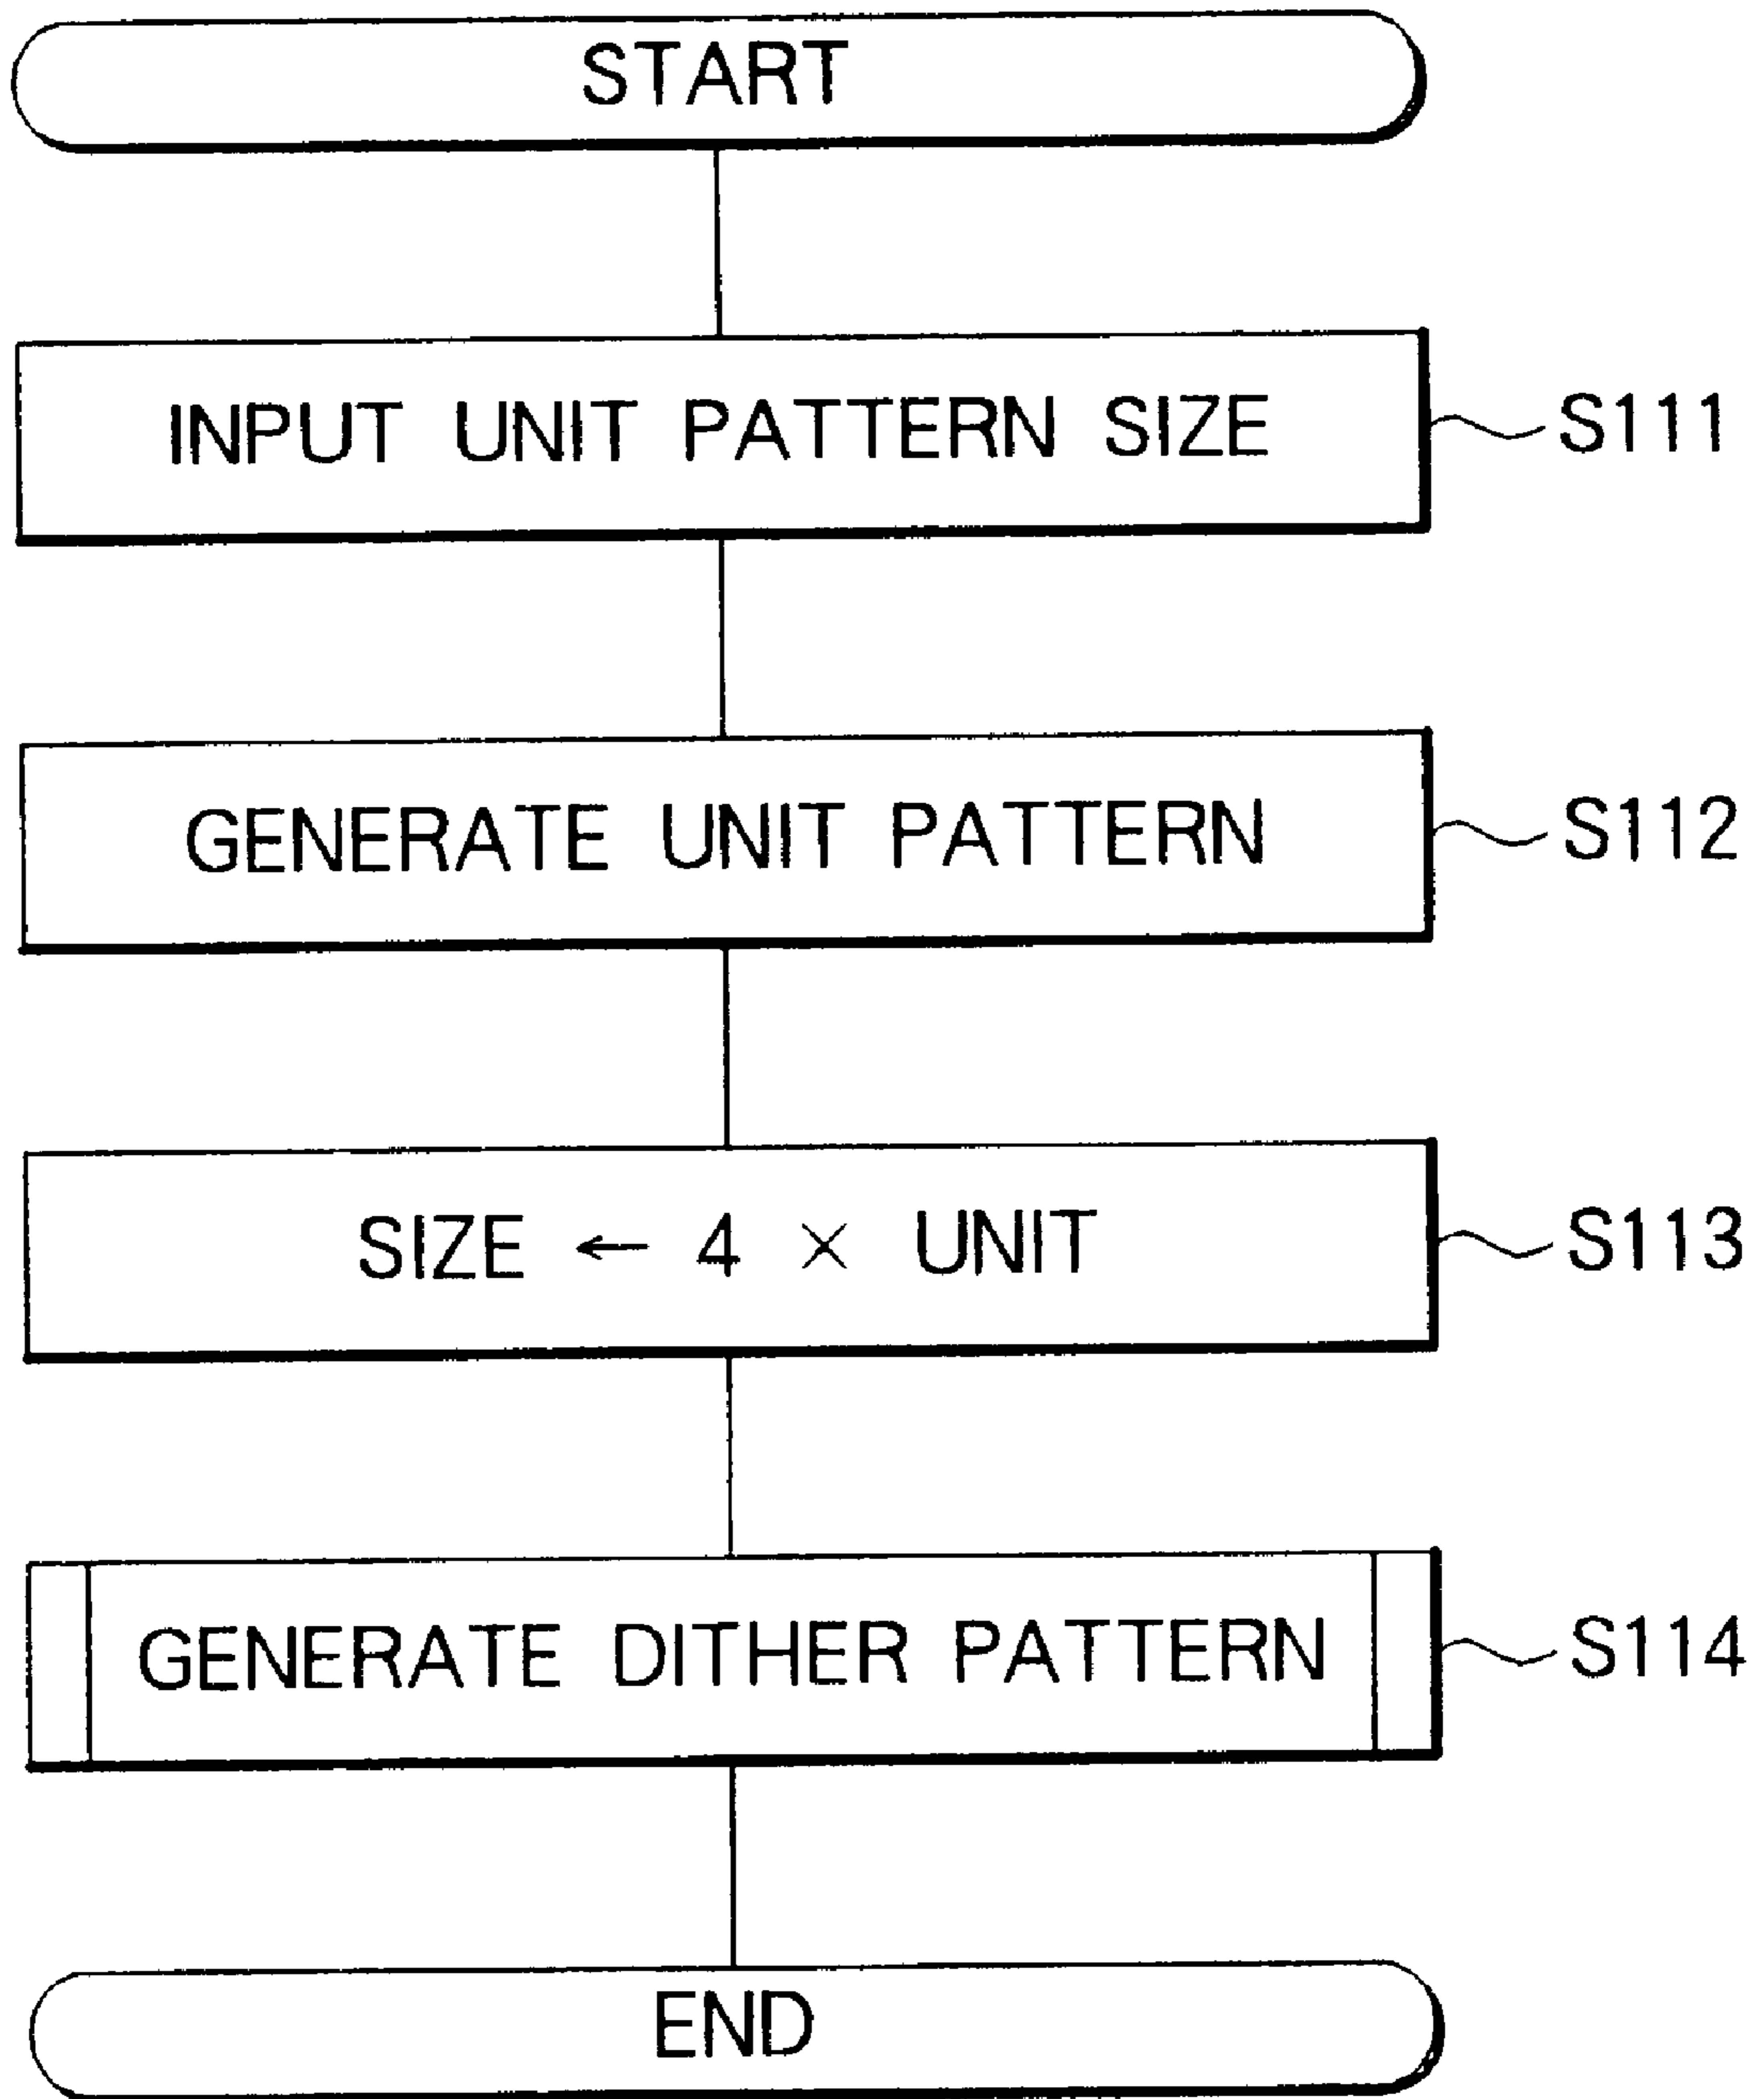 START
INPUT UNIT PATTERN SIZE
S111
GENERATE UNIT PATTERN
S112
SIZE ← 4 × UNIT
S113
GENERATE DITHER PATTERN
S114
END